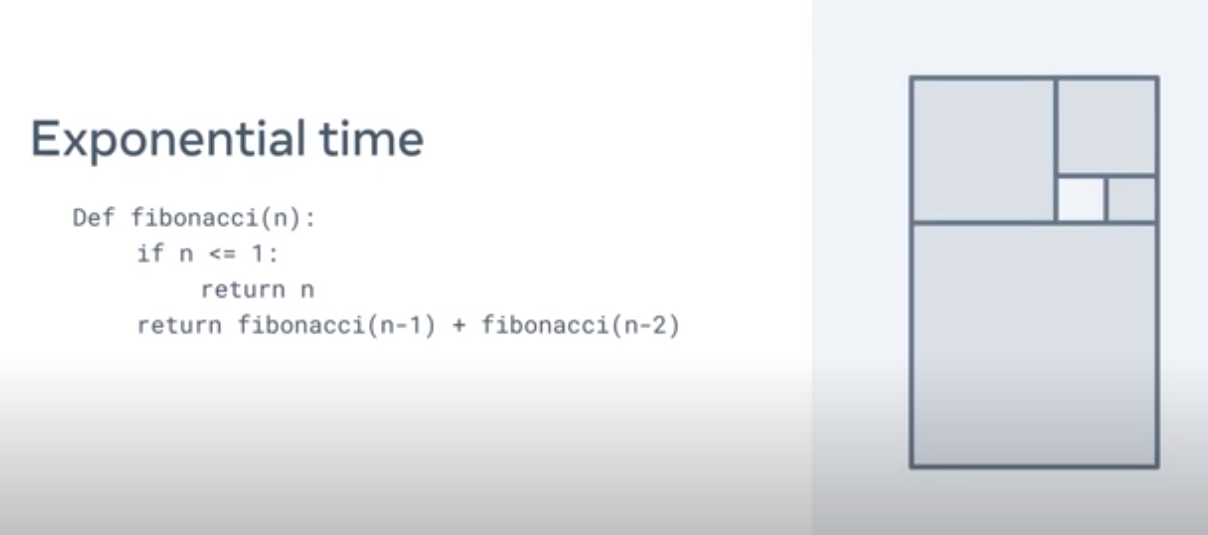 Exponential time
Def fibonacci(n):
if n <= 1:
return n
return fibonacci(n-1) + fibonacci(n-2)